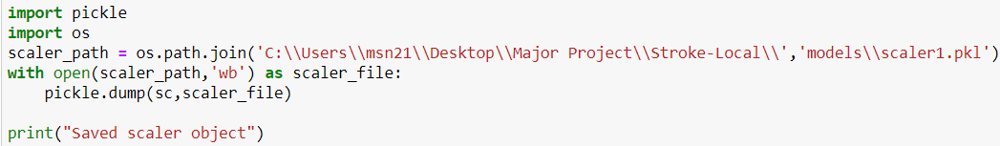 import pickle
import os
scaler_path = os.path.join('C:\\Users\\msn21\\Desktop\\Major Project\\Stroke-Local\\','models\\scaler1.pkl')
with open(scaler_path,'wb') as scaler_file:
    pickle.dump(sc,scaler_file)

print("Saved scaler object")